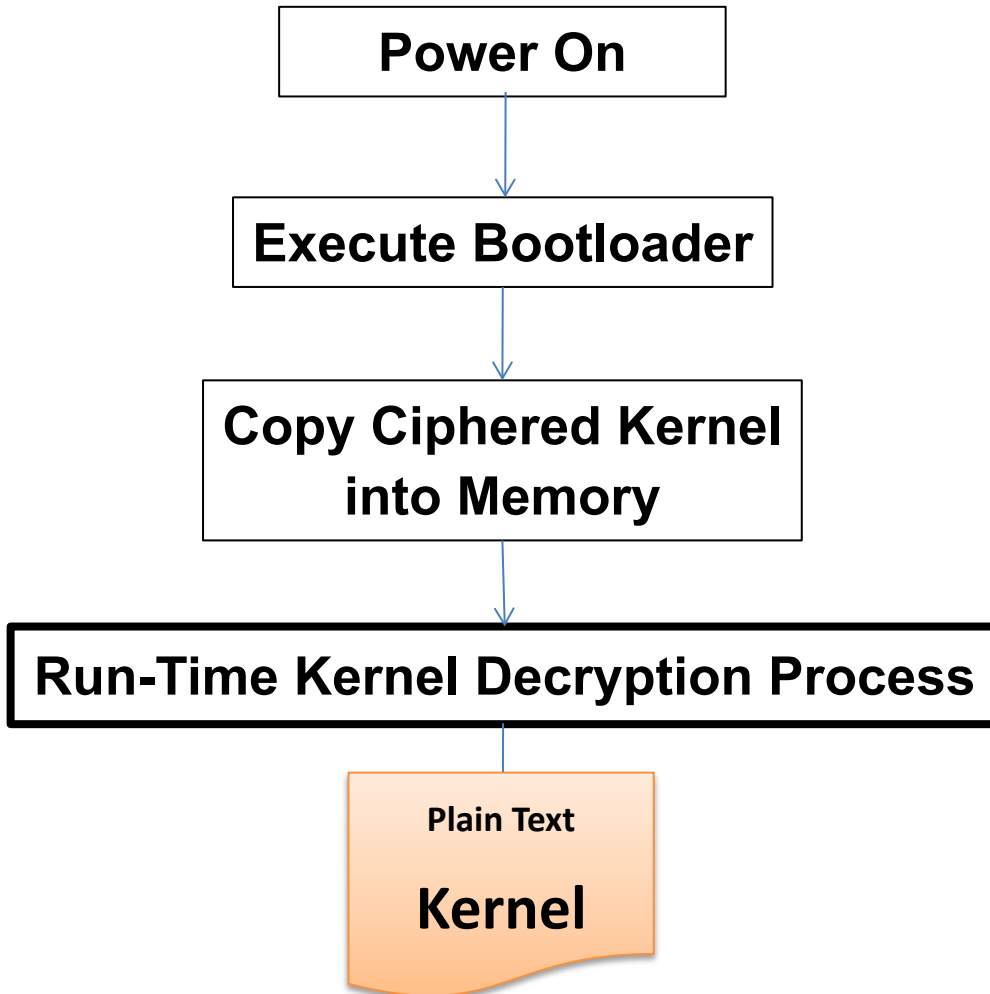 Power On
Execute Bootloader
Copy Ciphered Kernel
into Memory
Run-Time Kernel Decryption Process
Plain Text
Kernel